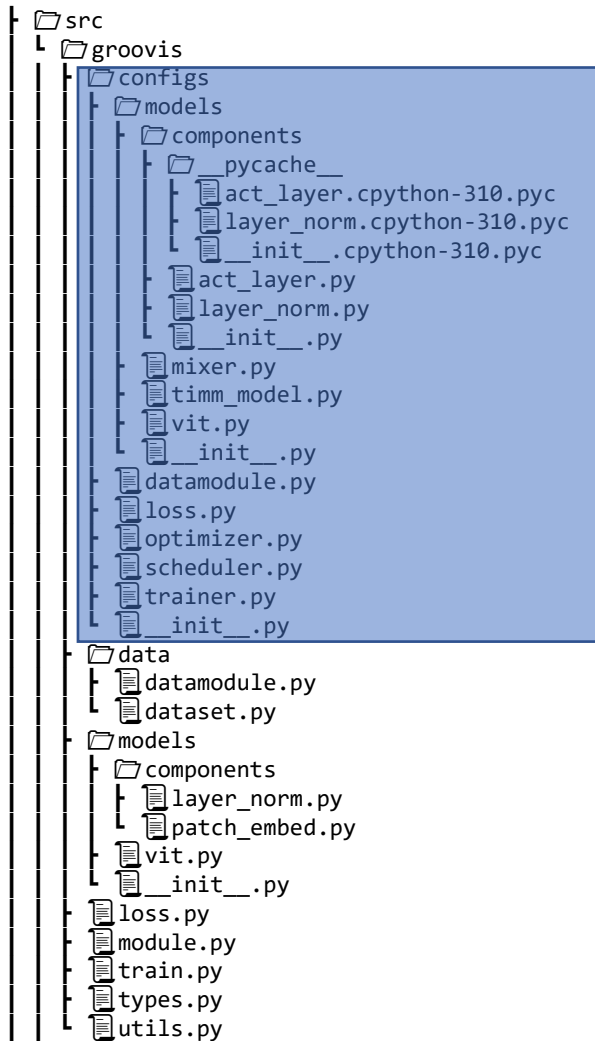 src
groovis
configs
models
components
__pycache__
act_layer.cpython-310.pyc
layer_norm.cpython-310.pyc
__init__.cpython-310.pyc
act_layer.py
layer_norm.py
__init__.py
mixer.py
timm_model.py
vit.py
__init__.py
datamodule.py
loss.py
optimizer.py
scheduler.py
trainer.py
__init__.py
data
datamodule.py
dataset.py
models
components
layer_norm.py
patch_embed.py
vit.py
__init__.py
loss.py
module.py
train.py
types.py
utils.py